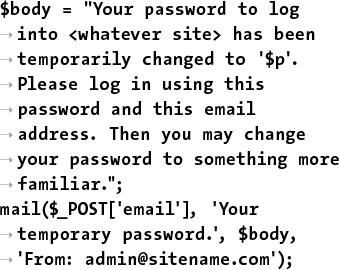 $body = "Your password to log
→ into <whatever site> has been
→ temporarily changed to '$p'.
→ Please log in using this
→ password and this email
→ address. Then you may change
→ your password to something more
→ familiar.";
mail($_POST['email'], 'Your
→ temporary password.', $body,
→ 'From: admin@sitename.com');